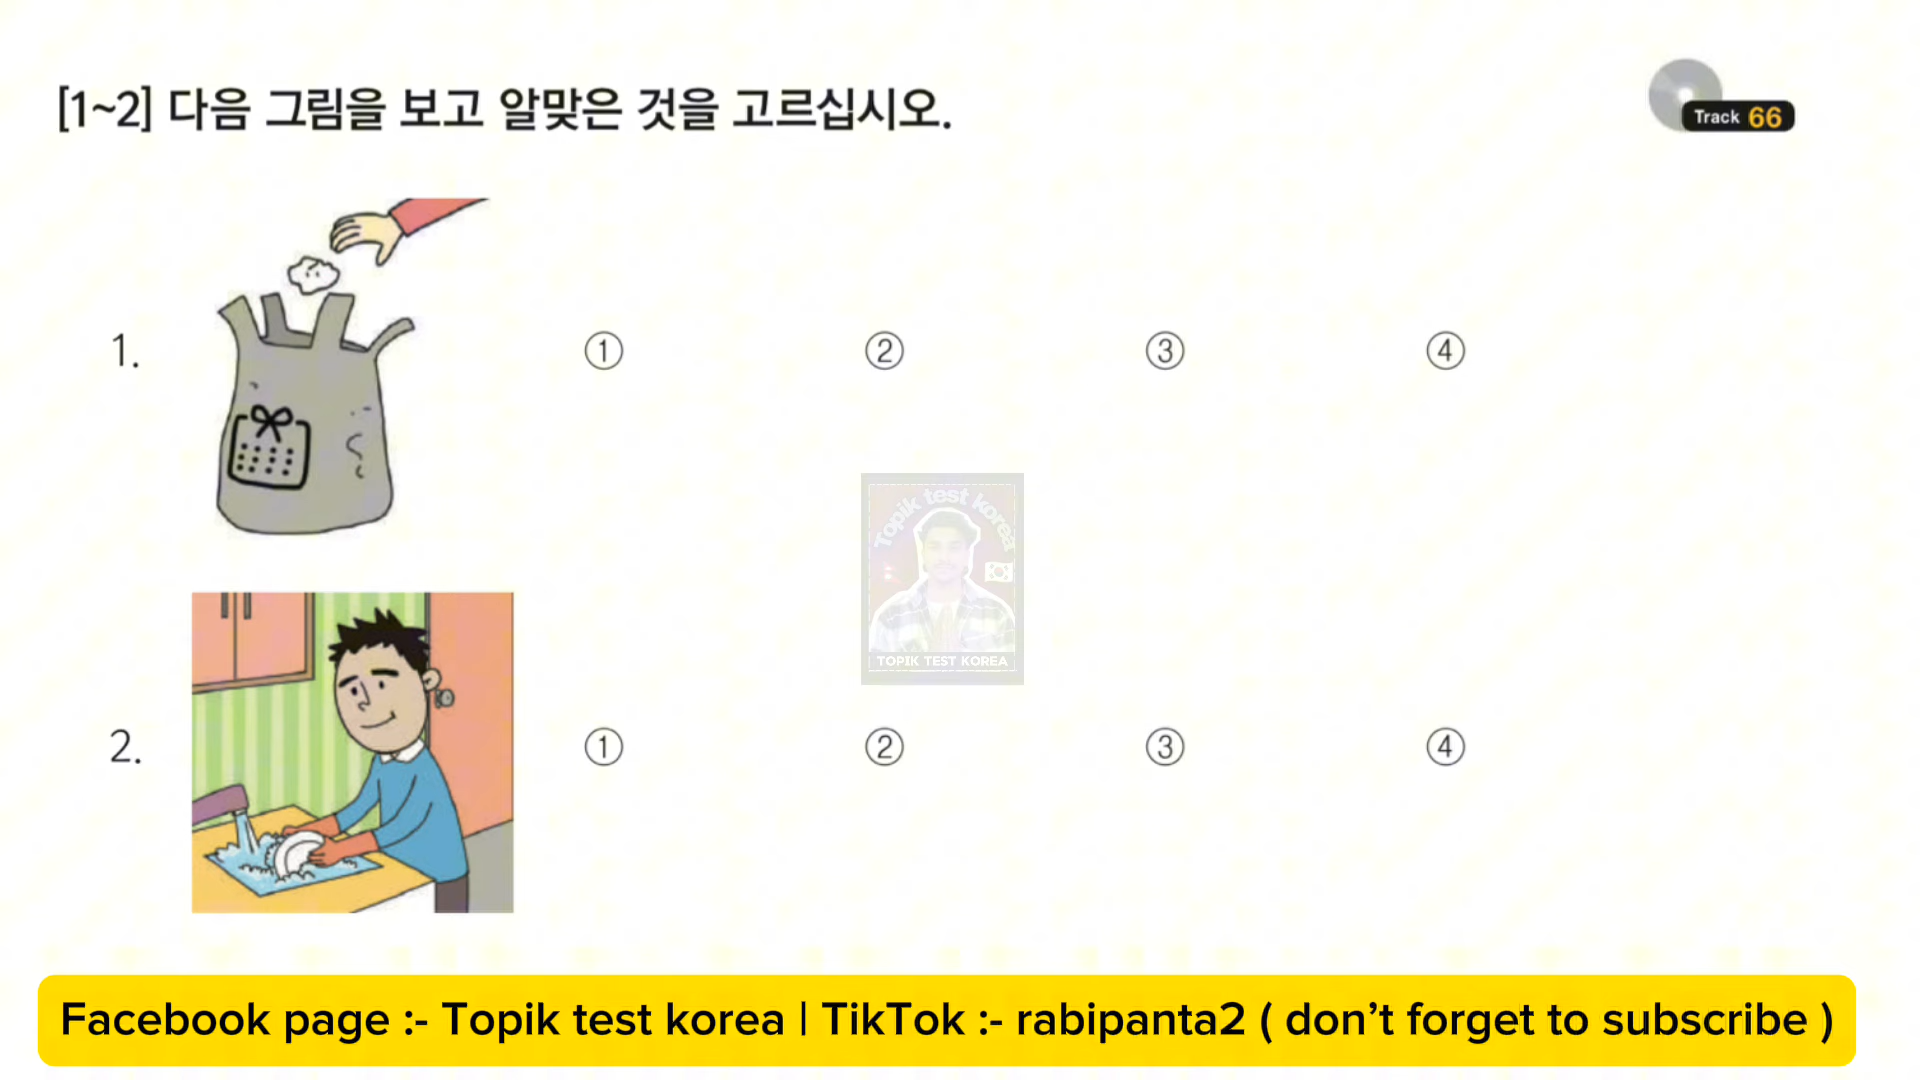 [1~2] 다음 그림을 보고 알맞은 것을 고르십시오.
Track 66
1.
① ② ③ ④
Topik test korea
TOPIK TEST KOREA
2.
① ② ③ ④
Facebook page :- Topik test korea | TikTok :- rabipanta2 ( don’t forget to subscribe )